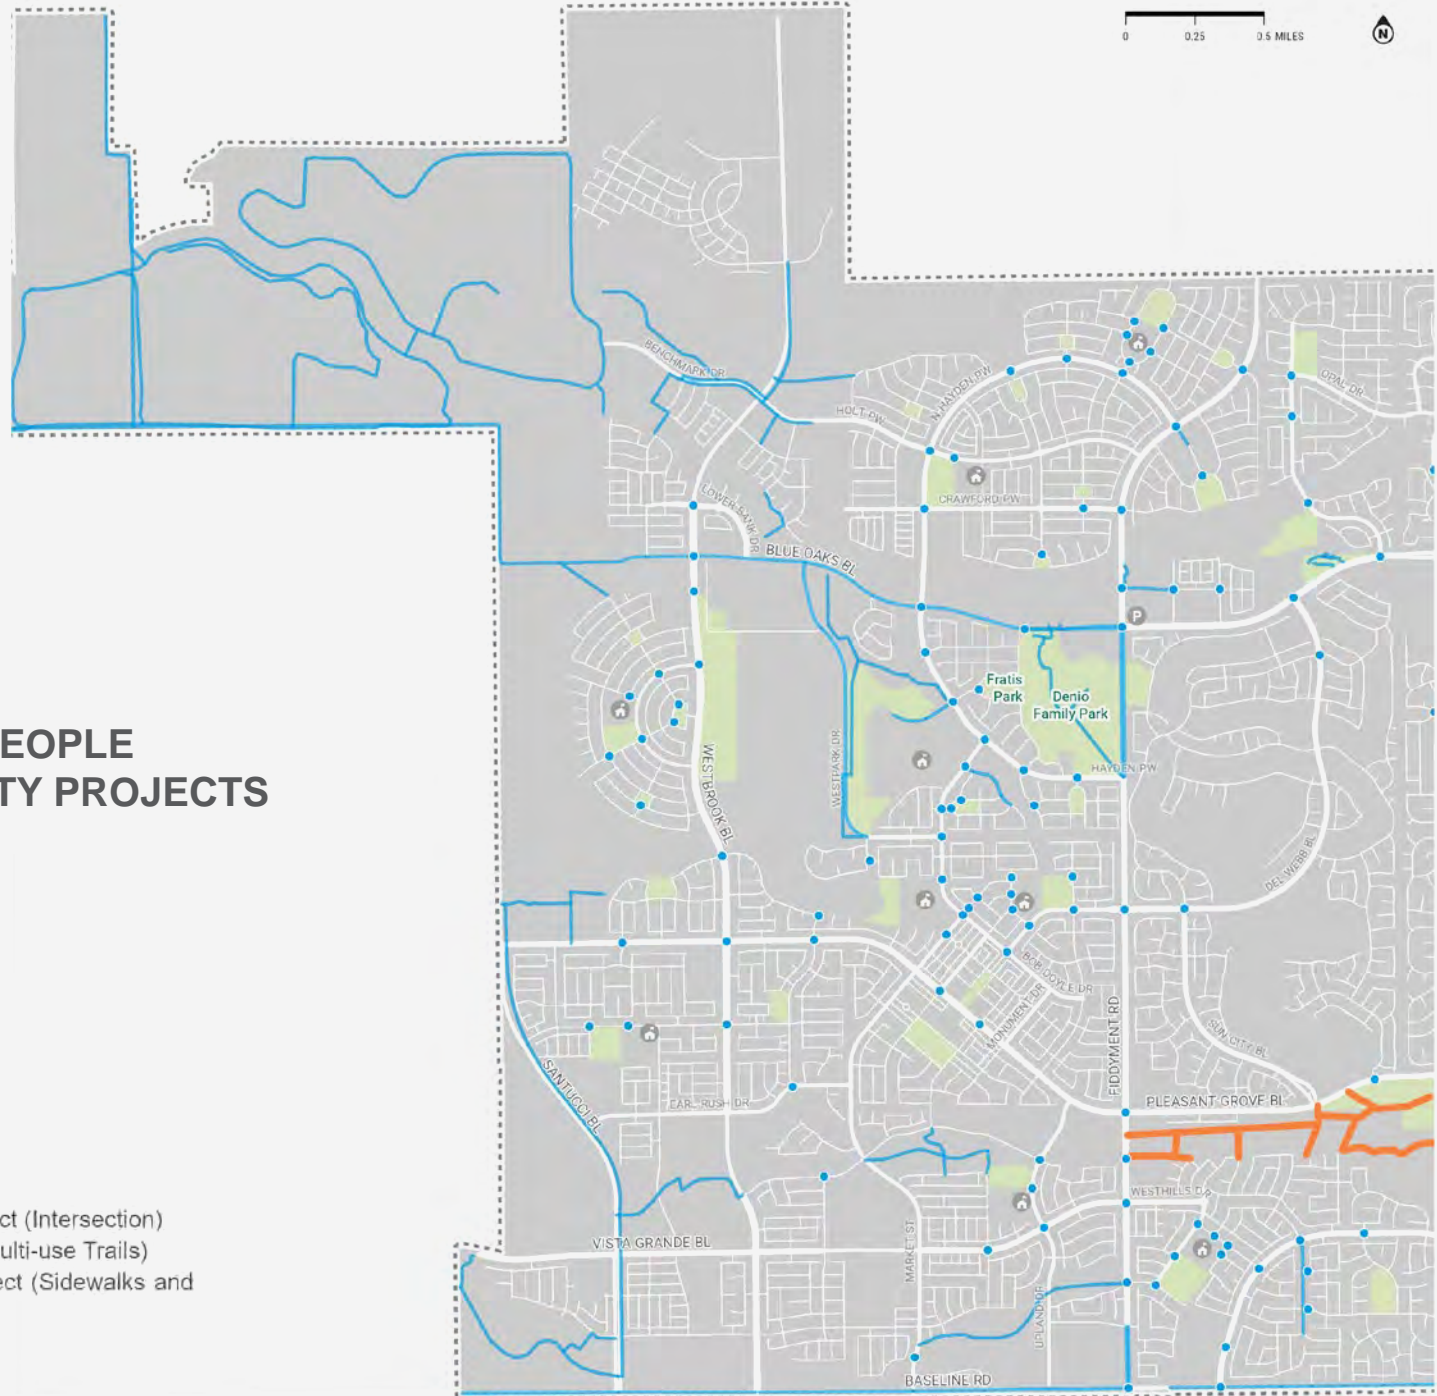 0 0.25 0.5 MILES
N
BENCHMARK DR
N HAYDEN PW
OPAL DR
HOLT PW
CRAWFORD PW
LOWER BANK DR
BLUE OAKS BL
P
Fratis
Park
Denio
Family Park
EOPLE
TY PROJECTS
WESTBROOK BL
WESTPARK DR
HAYDEN PW
DEL WEBB BL
BOB DOYLE DR
MONUMENT DR
FIDDYMENT RD
SUN CITY BL
SANTUCCI BL
EARL RUSH DR
PLEASANT GROVE BL
WESTHILLS DR
ct (Intersection)
ulti-use Trails)
ect (Sidewalks and
VISTA GRANDE BL
MARKET ST
UPLAND DR
BASELINE RD